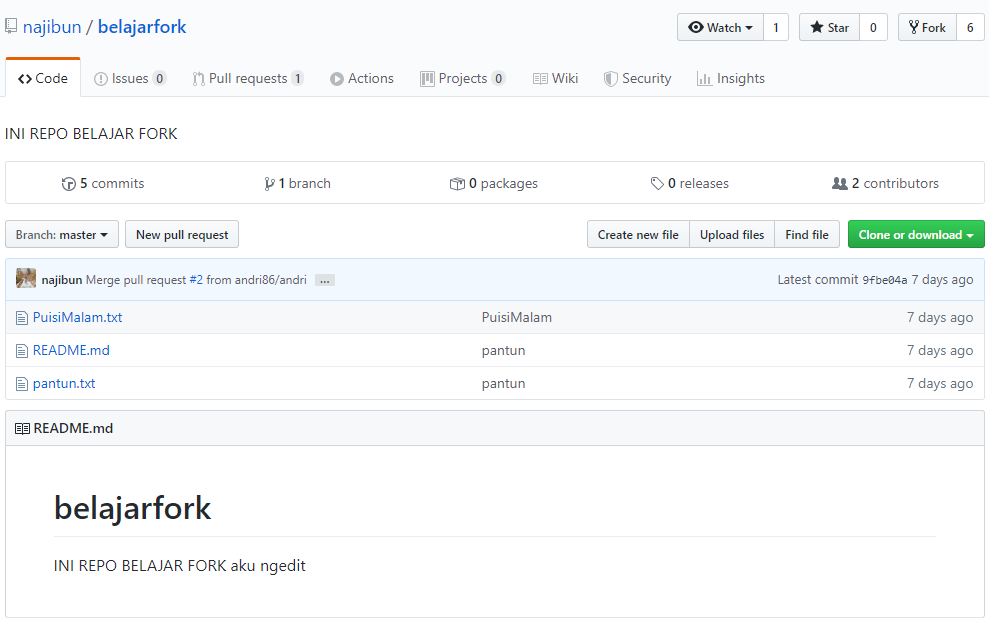 najibun / belajarfork
Watch 1 Star 0 Fork 6
Code Issues 0 Pull requests 1 Actions Projects 0 Wiki Security Insights
INI REPO BELAJAR FORK
5 commits 1 branch 0 packages 0 releases 2 contributors
Branch: master New pull request Create new file Upload files Find file Clone or download
najibun Merge pull request #2 from andri86/andri ... Latest commit 9fbe04a 7 days ago
PuisiMalam.txt PuisiMalam 7 days ago
README.md pantun 7 days ago
pantun.txt pantun 7 days ago
README.md
belajarfork
INI REPO BELAJAR FORK aku ngedit